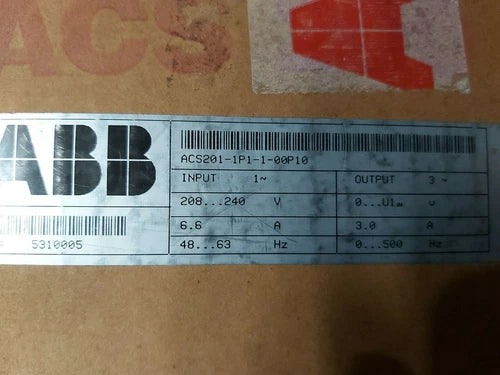 ACS
ABB
ACS201-1P1-1-00P10
INPUT 1~ OUTPUT 3~
208...240 V 0...U1
6.6 A 3.0 A
5310005 48...63 Hz 0...500 Hz